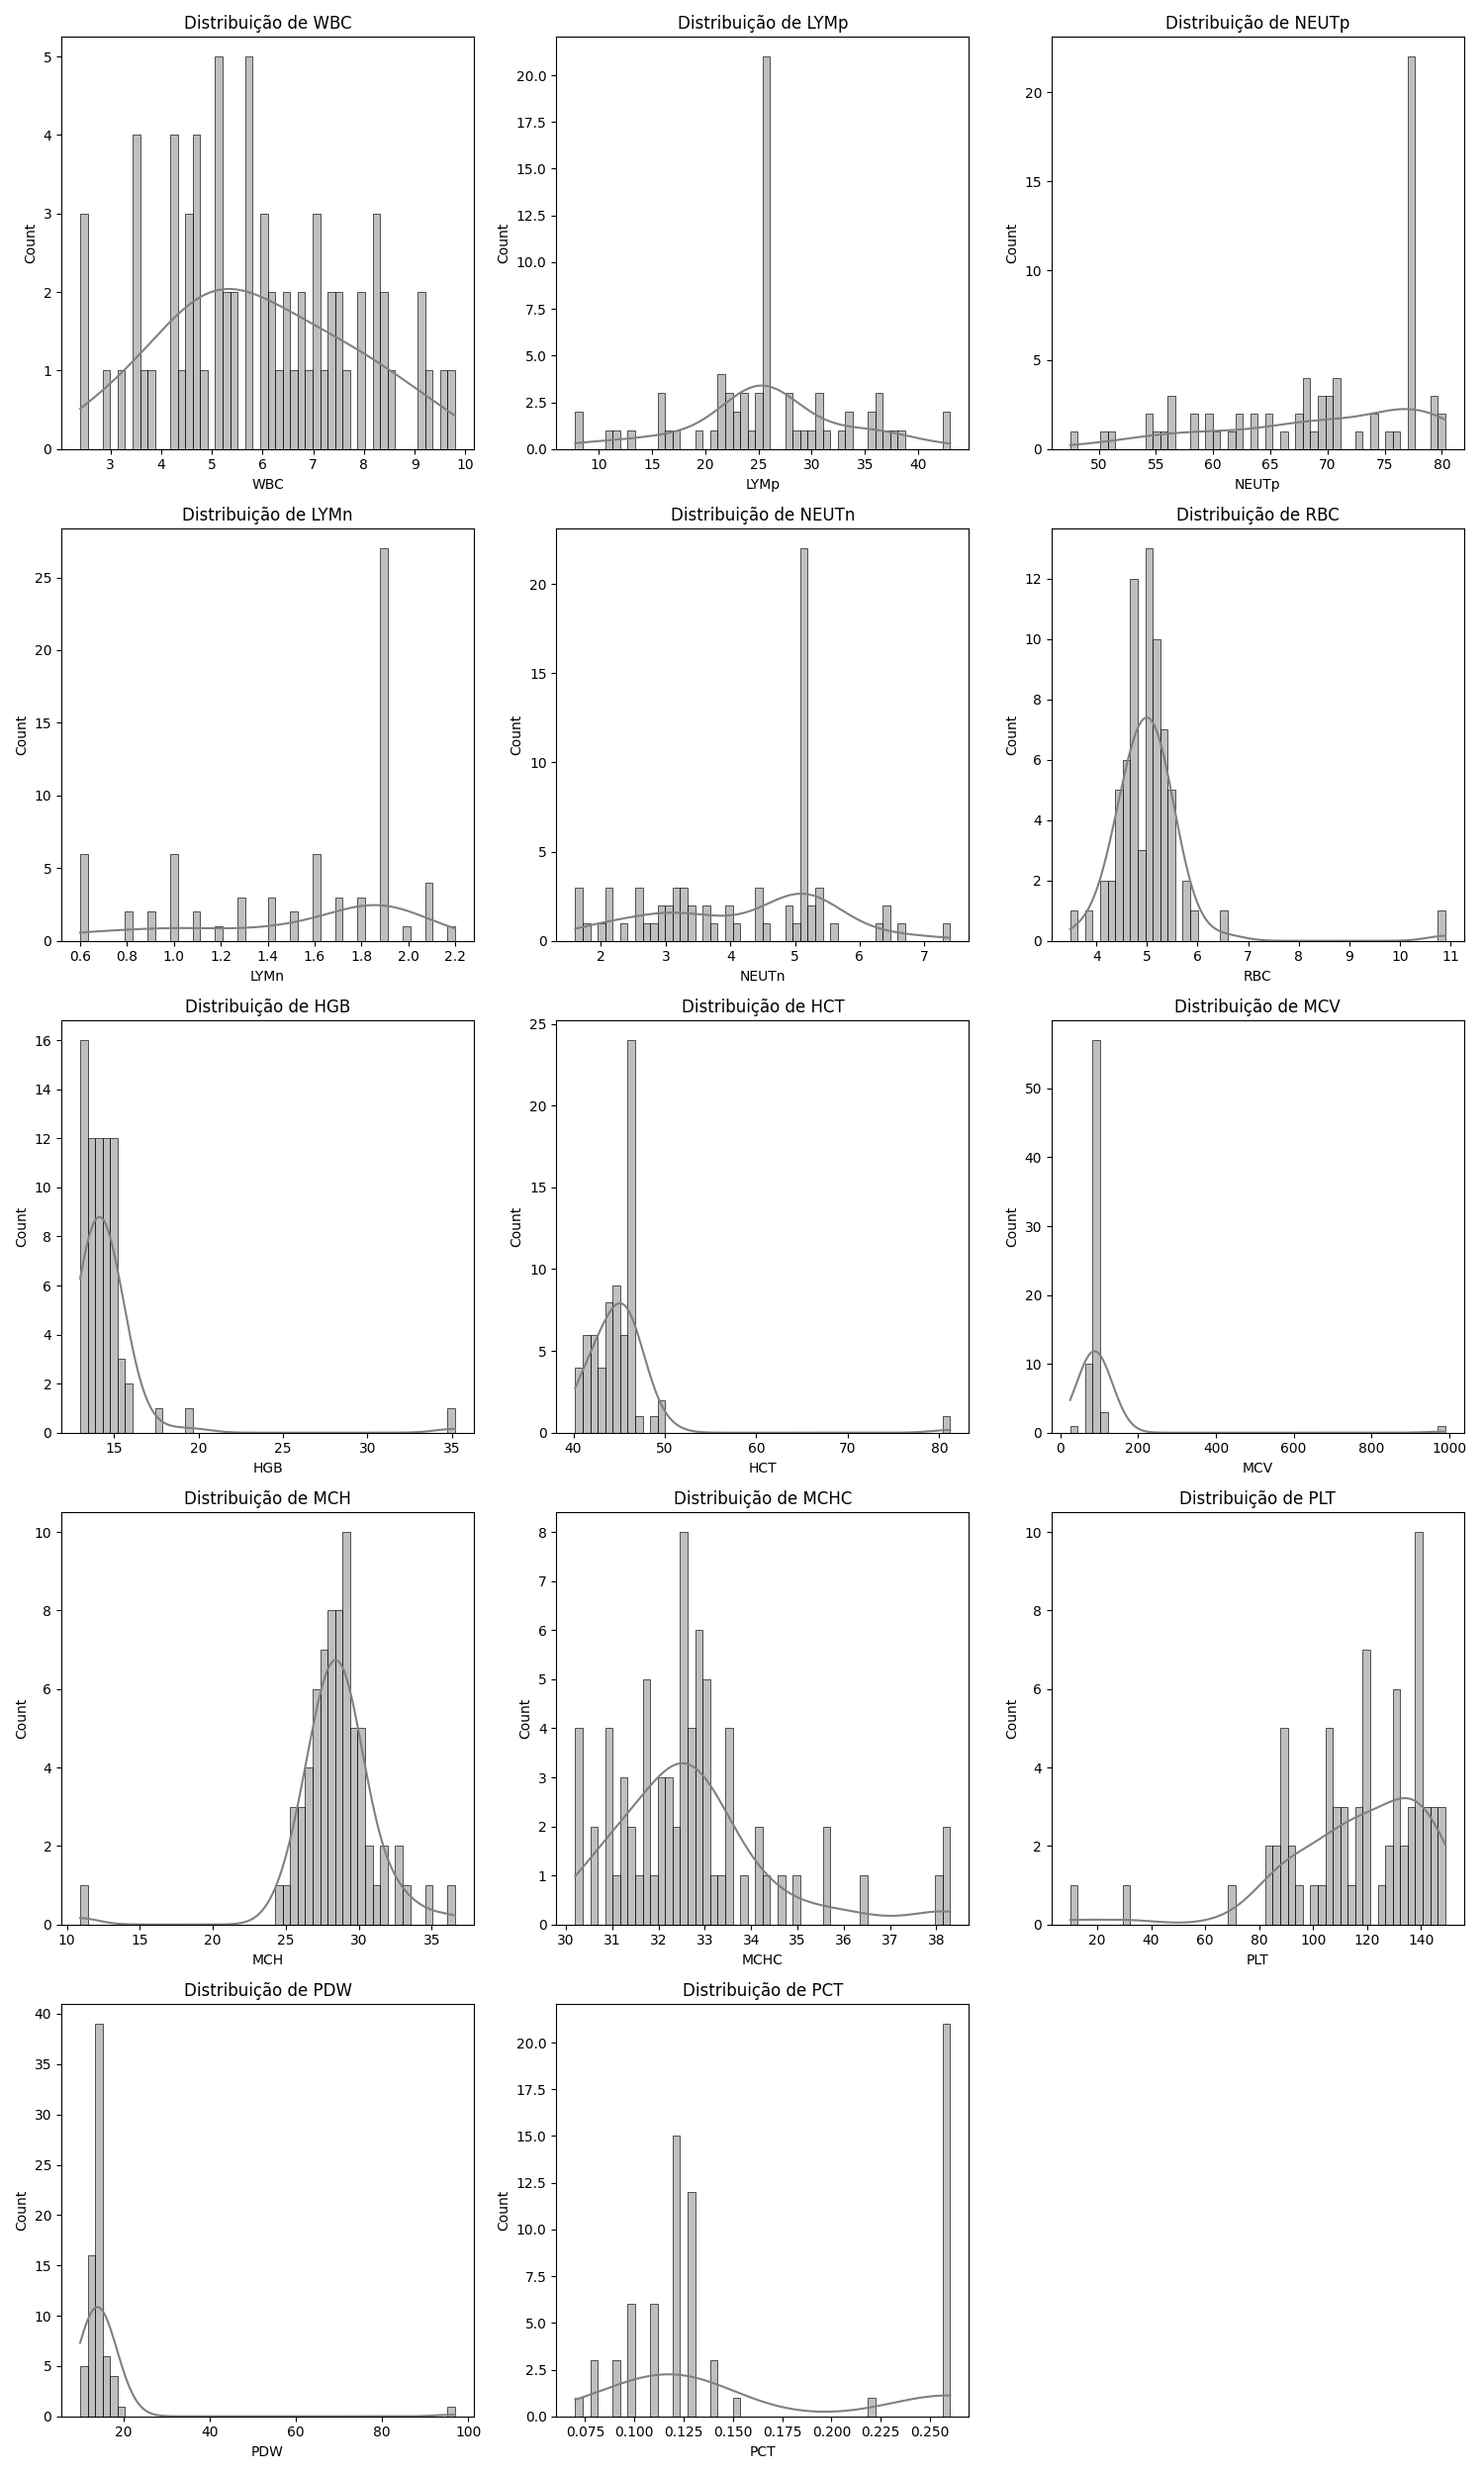 Distribuição de WBC
5
4
3
2
1
0
Count
3 4 5 6 7 8 9 10
WBC
Distribuição de LYMp
20.0
17.5
15.0
12.5
10.0
7.5
5.0
2.5
0.0
Count
10 15 20 25 30 35 40
LYMp
Distribuição de NEUTp
20
15
10
5
0
Count
50 55 60 65 70 75 80
NEUTp
Distribuição de LYMn
25
20
15
10
5
0
Count
0.6 0.8 1.0 1.2 1.4 1.6 1.8 2.0 2.2
LYMn
Distribuição de NEUTn
20
15
10
5
0
Count
2 3 4 5 6 7
NEUTn
Distribuição de RBC
12
10
8
6
4
2
0
Count
4 5 6 7 8 9 10 11
RBC
Distribuição de HGB
16
14
12
10
8
6
4
2
0
Count
15 20 25 30 35
HGB
Distribuição de HCT
25
20
15
10
5
0
Count
40 50 60 70 80
HCT
Distribuição de MCV
50
40
30
20
10
0
Count
0 200 400 600 800 1000
MCV
Distribuição de MCH
10
8
6
4
2
0
Count
10 15 20 25 30 35
MCH
Distribuição de MCHC
8
7
6
5
4
3
2
1
0
Count
30 31 32 33 34 35 36 37 38
MCHC
Distribuição de PLT
10
8
6
4
2
0
Count
20 40 60 80 100 120 140
PLT
Distribuição de PDW
40
35
30
25
20
15
10
5
0
Count
20 40 60 80 100
PDW
Distribuição de PCT
20.0
17.5
15.0
12.5
10.0
7.5
5.0
2.5
0.0
Count
0.075 0.100 0.125 0.150 0.175 0.200 0.225 0.250
PCT